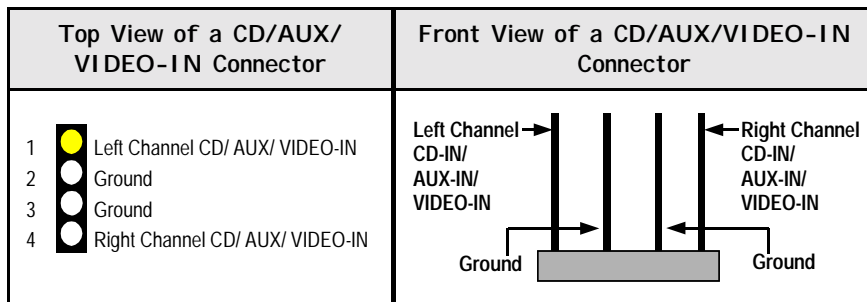 Top View of a CD/AUX/
VIDEO-IN Connector
Front View of a CD/AUX/VIDEO-IN
Connector
1 Left Channel CD/ AUX/ VIDEO-IN
2 Ground
3 Ground
4 Right Channel CD/ AUX/ VIDEO-IN
Left Channel
CD-IN/
AUX-IN/
VIDEO-IN
Right Channel
CD-IN/
AUX-IN/
VIDEO-IN
Ground
Ground